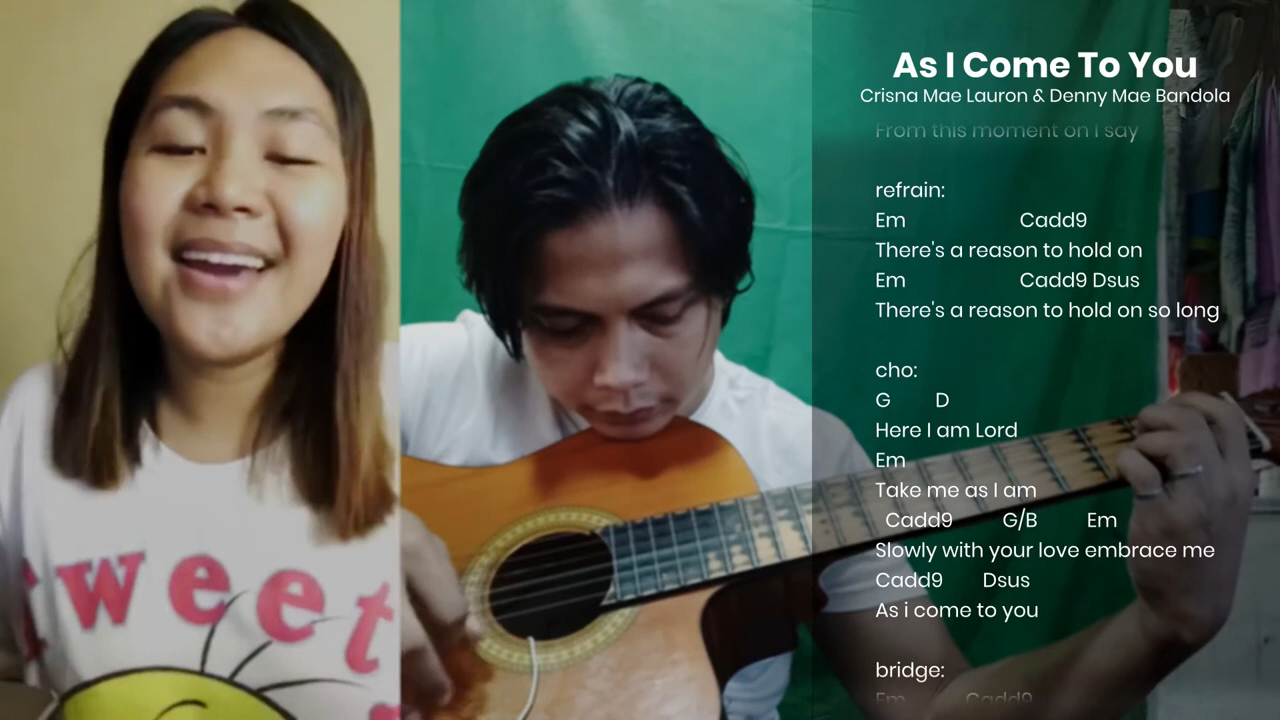 As I Come To You
Crisna Mae Lauron & Denny Mae Bandola
From this moment on I say
refrain:
Em Cadd9
There's a reason to hold on
Em Cadd9 Dsus
There's a reason to hold on so long
cho:
G D
Here I am Lord
Em
Take me as I am
Cadd9 G/B Em
Slowly with your love embrace me
Cadd9 Dsus
As i come to you
bridge:
Em Cadd9
weet